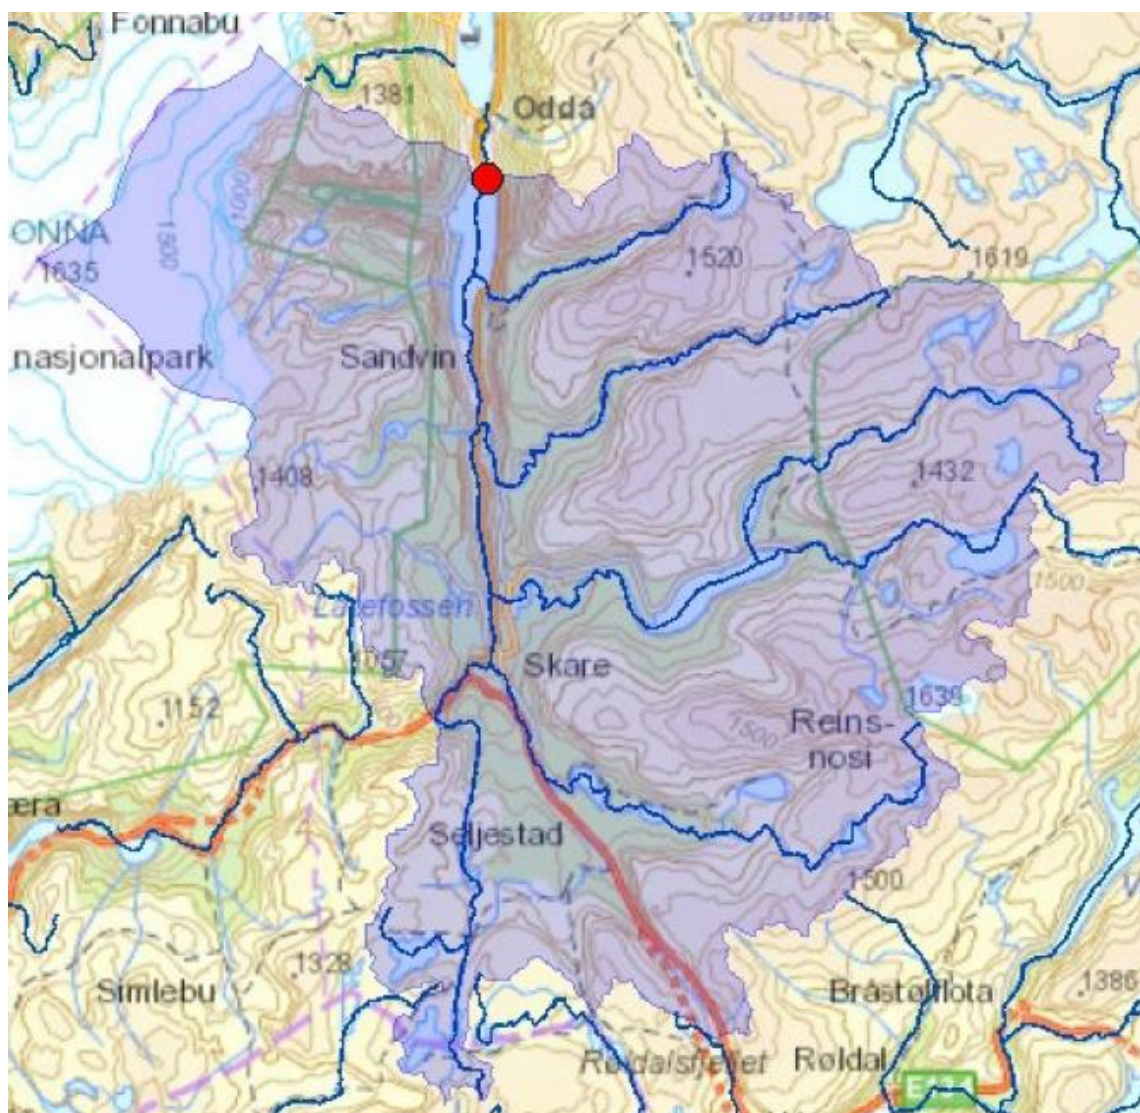 Fonnabu
1381
Odda
1000
ONNA
1500
1635
1520
1619
nasjonalpark
Sandvin
1408
1432
1500
Låtefossen
Skare
1639
1152
1500
Reins-
nosi
æra
Seljestad
1500
1328
Simlebu
Bråstølflota
1386
Røldalsfjellet
Røldal